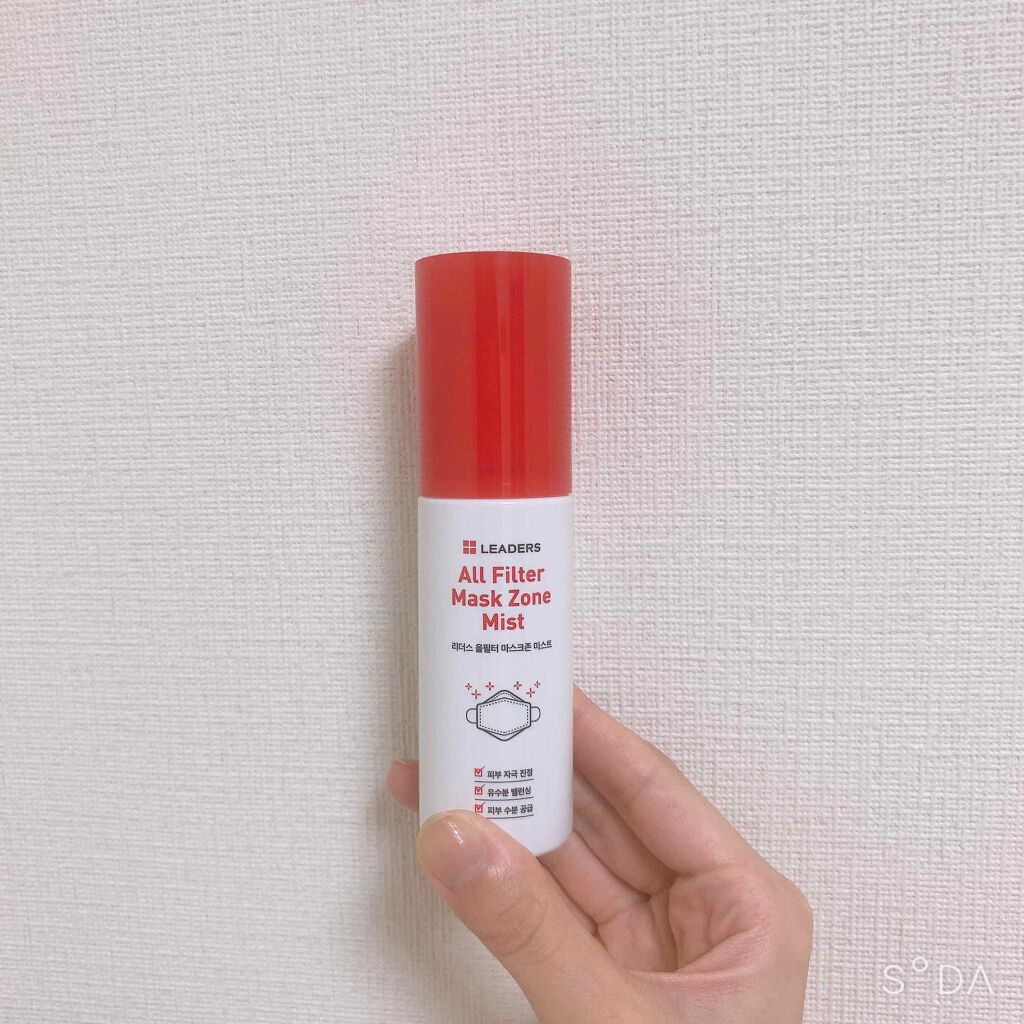 LEADERS
All Filter
Mask Zone
Mist
리더스 올필터 마스크존 미스트
피부 자극 진정
유수분 밸런싱
피부 수분 공급
SODA